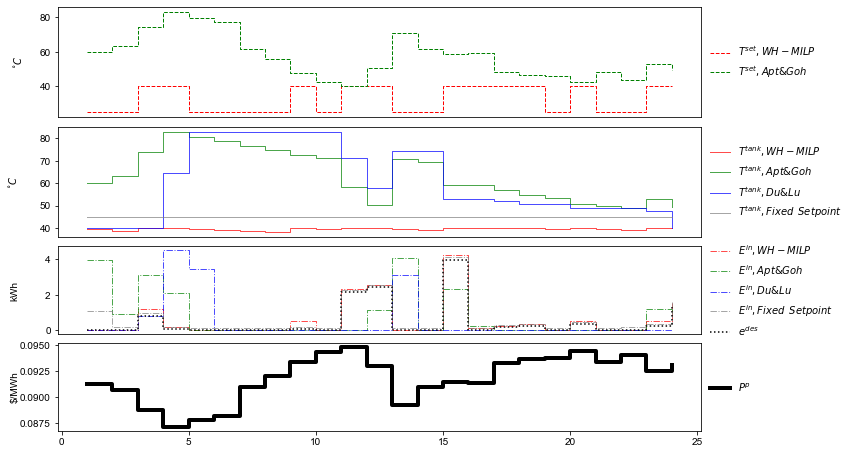 80
60
40
°C
T^set, WH − MILP
T^set, Apt&Goh
80
70
60
50
40
°C
T^tank, WH − MILP
T^tank, Apt&Goh
T^tank, Du&Lu
T^tank, Fixed Setpoint
4
2
0
kWh
E^in, WH − MILP
E^in, Apt&Goh
E^in, Du&Lu
E^in, Fixed Setpoint
e^des
0.0950
0.0925
0.0900
0.0875
$/MWh
P^p
0 5 10 15 20 25